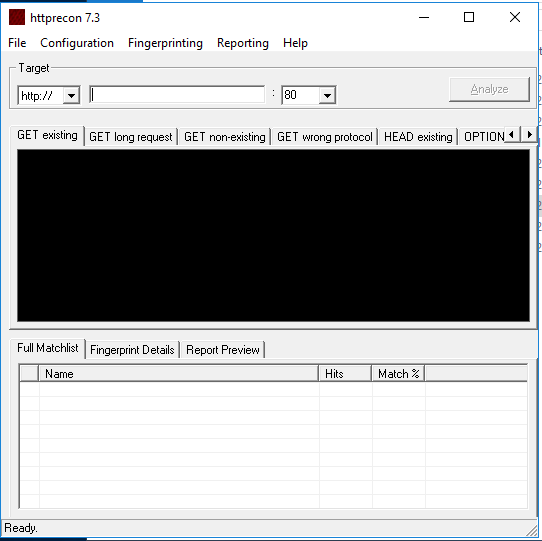 httprecon 7.3
File Configuration Fingerprinting Reporting Help
Target
http:// : 80 Analyze
GET existing GET long request GET non-existing GET wrong protocol HEAD existing OPTION
Full Matchlist Fingerprint Details Report Preview
Name Hits Match %
Ready.